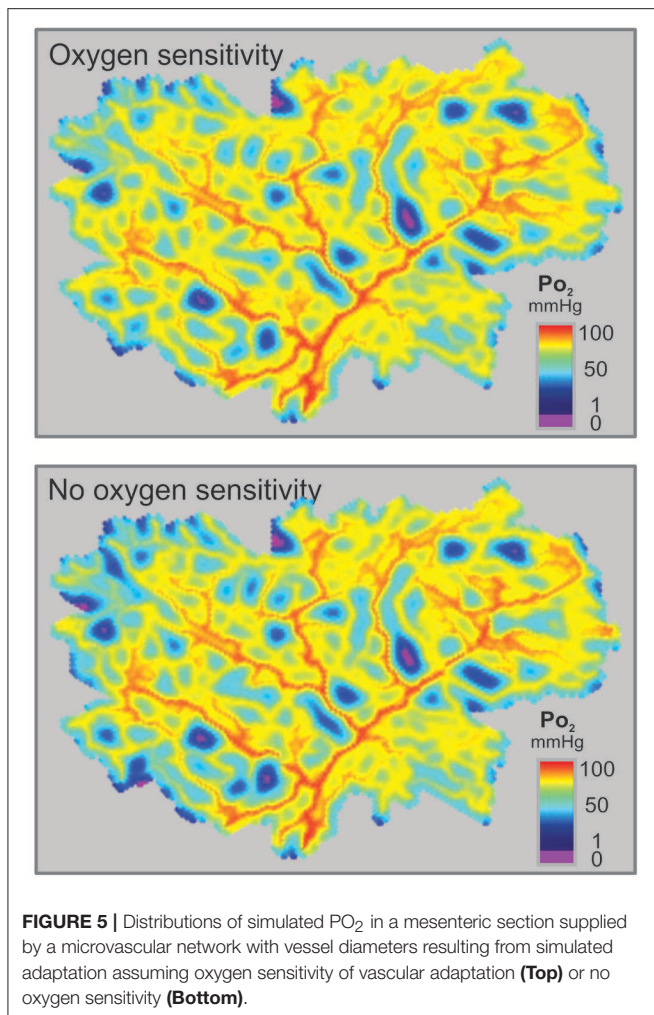 Oxygen sensitivity
Po2
mmHg
100
50
1
0
No oxygen sensitivity
Po2
mmHg
100
50
1
0
FIGURE 5 | Distributions of simulated PO2 in a mesenteric section supplied
by a microvascular network with vessel diameters resulting from simulated
adaptation assuming oxygen sensitivity of vascular adaptation (Top) or no
oxygen sensitivity (Bottom).